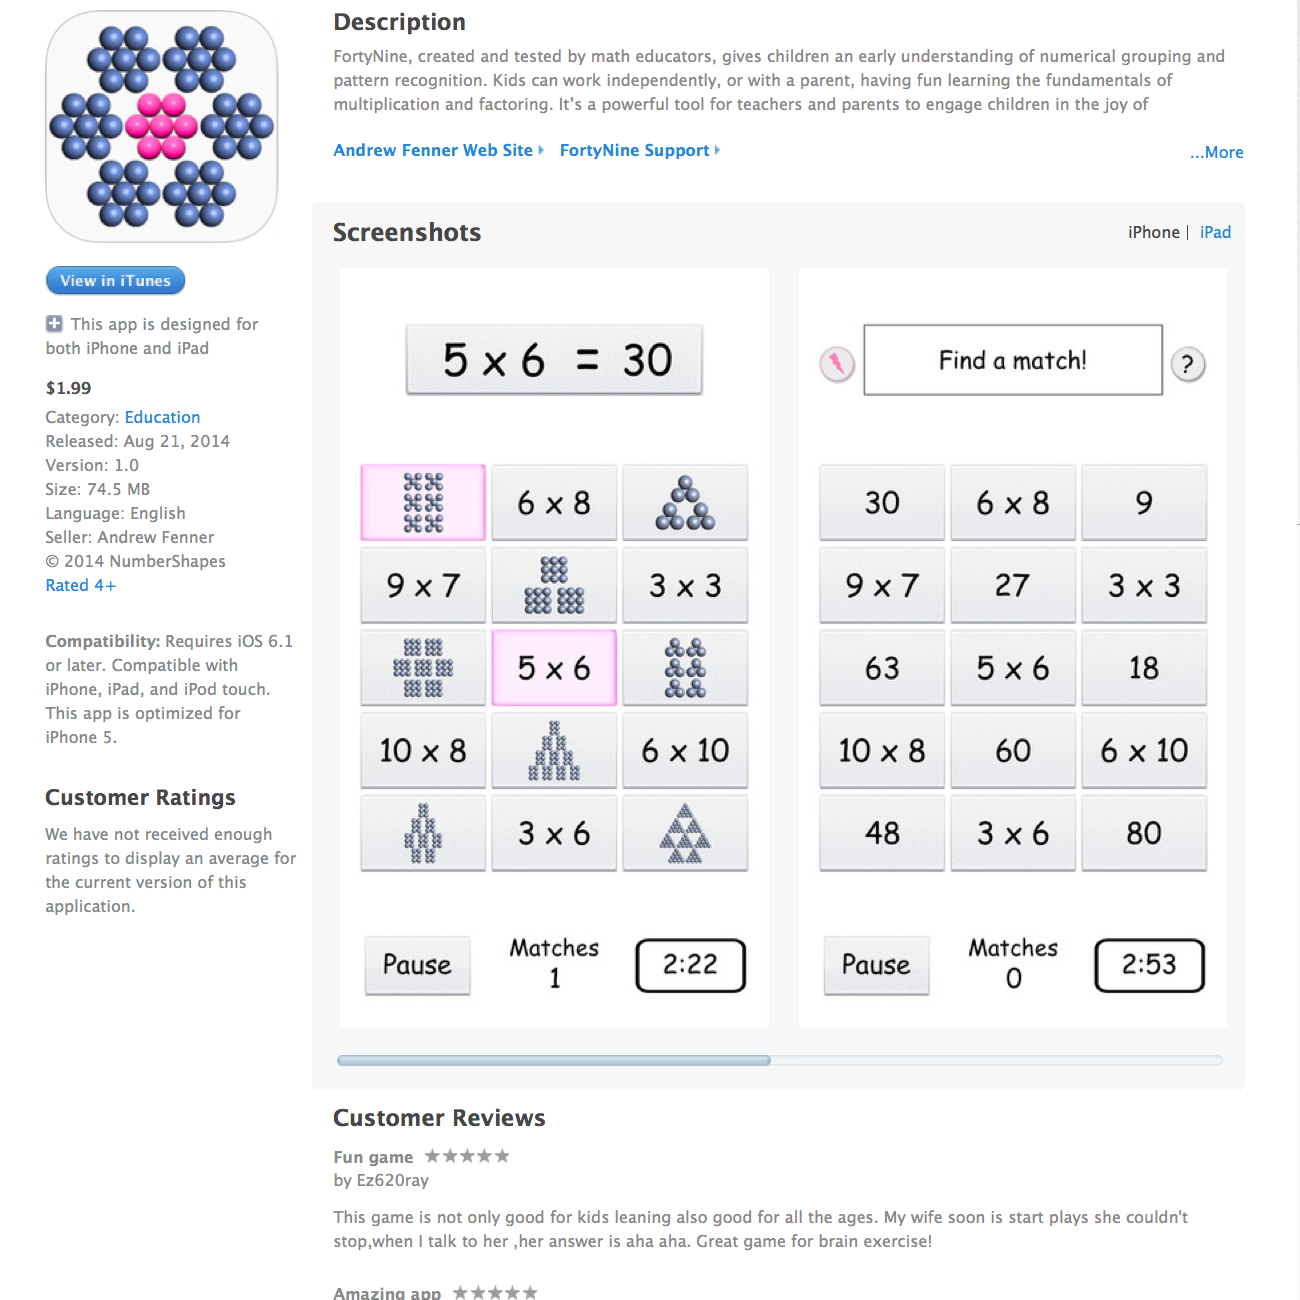 Description
FortyNine, created and tested by math educators, gives children an early understanding of numerical grouping and
pattern recognition. Kids can work independently, or with a parent, having fun learning the fundamentals of
multiplication and factoring. It's a powerful tool for teachers and parents to engage children in the joy of
Andrew Fenner Web Site FortyNine Support ...More
View in iTunes
This app is designed for
both iPhone and iPad
$1.99
Category: Education
Released: Aug 21, 2014
Version: 1.0
Size: 74.5 MB
Language: English
Seller: Andrew Fenner
© 2014 NumberShapes
Rated 4+
Compatibility: Requires iOS 6.1
or later. Compatible with
iPhone, iPad, and iPod touch.
This app is optimized for
iPhone 5.
Customer Ratings
We have not received enough
ratings to display an average for
the current version of this
application.
Screenshots
iPhone | iPad
5 x 6 = 30
6 x 8
9 x 7 3 x 3
5 x 6
10 x 8 6 x 10
3 x 6
Pause Matches 2:22
1
Find a match! ?
30 6 x 8 9
9 x 7 27 3 x 3
63 5 x 6 18
10 x 8 60 6 x 10
48 3 x 6 80
Pause Matches 2:53
0
Customer Reviews
Fun game ★★★★★
by Ez620ray
This game is not only good for kids leaning also good for all the ages. My wife soon is start plays she couldn't
stop,when I talk to her ,her answer is aha aha. Great game for brain exercise!
Amazing app ★★★★★